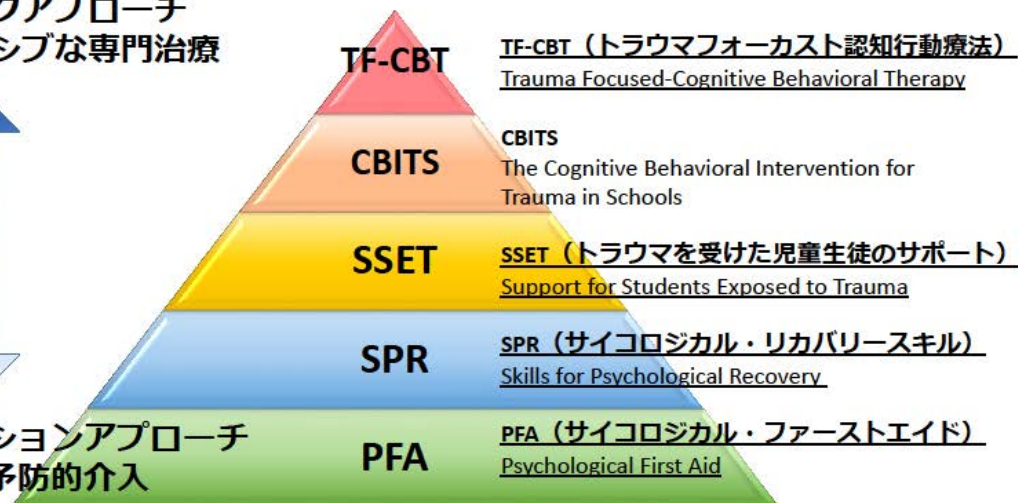 クアプローチ
シブな専門治療
TF-CBT
TF-CBT（トラウマフォーカスト認知行動療法）
Trauma Focused-Cognitive Behavioral Therapy
CBITS
CBITS
The Cognitive Behavioral Intervention for
Trauma in Schools
SSET
SSET（トラウマを受けた児童生徒のサポート）
Support for Students Exposed to Trauma
SPR
SPR（サイコロジカル・リカバリースキル）
Skills for Psychological Recovery
ションアプローチ
予防的介入
PFA
PFA（サイコロジカル・ファーストエイド）
Psychological First Aid